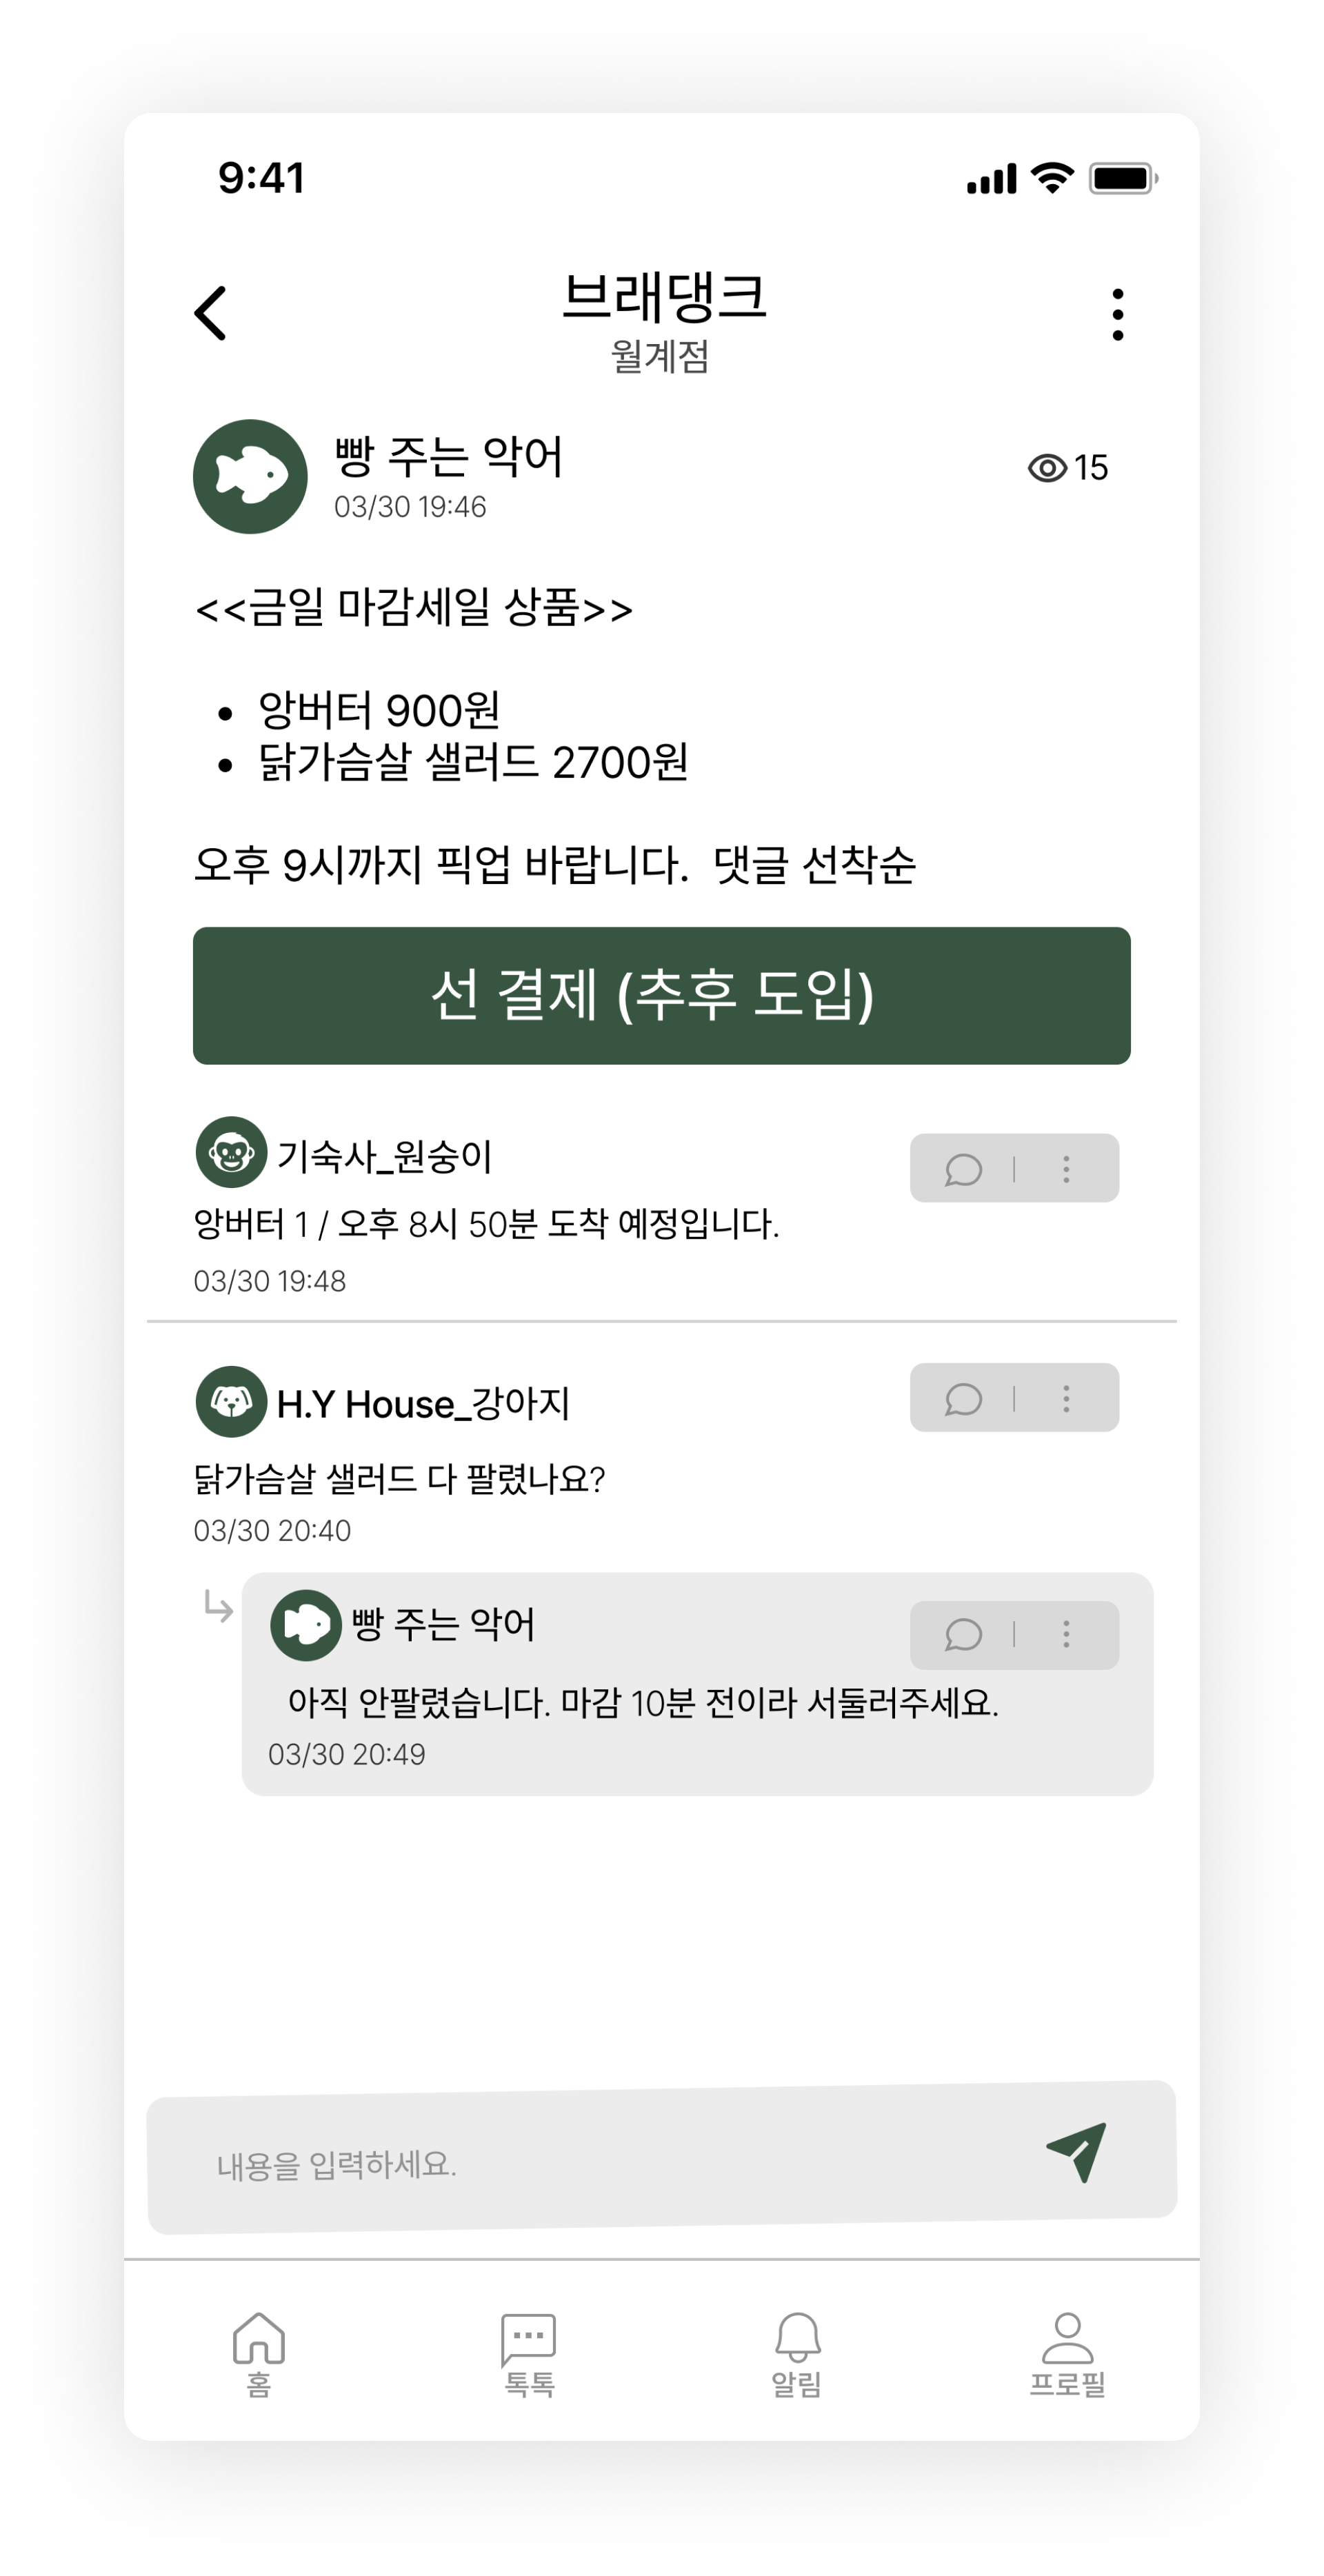 9:41
브래댕크
월계점
빵 주는 악어
15
03/30 19:46
<<금일 마감세일 상품>>
• 앙버터 900원
• 닭가슴살 샐러드 2700원
오후 9시까지 픽업 바랍니다. 댓글 선착순
선 결제 (추후 도입)
기숙사_원숭이
앙버터 1 / 오후 8시 50분 도착 예정입니다.
03/30 19:48
H.Y House_강아지
닭가슴살 샐러드 다 팔렸나요?
03/30 20:40
빵 주는 악어
아직 안팔렸습니다. 마감 10분 전이라 서둘러주세요.
03/30 20:49
내용을 입력하세요.
홈 톡톡 알림 프로필